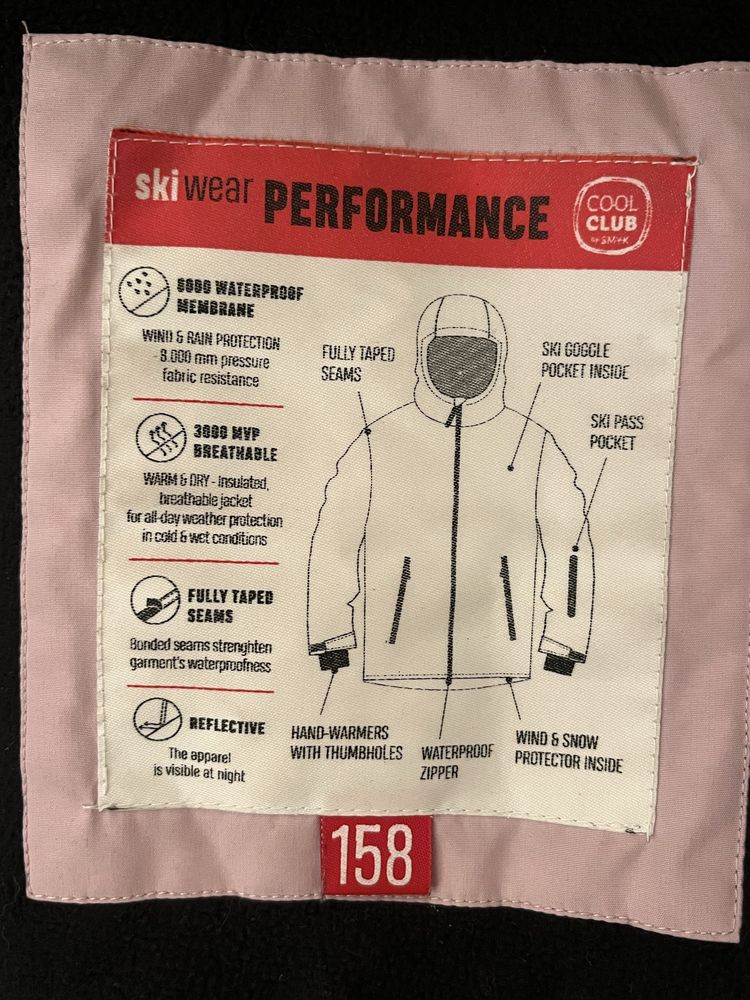 ski wear PERFORMANCE
COOL
CLUB
BY SMYK
8000 WATERPROOF
MEMBRANE
WIND & RAIN PROTECTION
- 8.000 mm pressure
fabric resistance
3000 MVP
BREATHABLE
WARM & DRY - Insulated,
breathable jacket
for all-day weather protection
in cold & wet conditions
FULLY TAPED
SEAMS
Bonded seams strenghten
garment's waterproofness
REFLECTIVE
The apparel
is visible at night
FULLY TAPED
SEAMS
SKI GOGGLE
POCKET INSIDE
SKI PASS
POCKET
HAND-WARMERS
WITH THUMBHOLES
WATERPROOF
ZIPPER
WIND & SNOW
PROTECTOR INSIDE
158